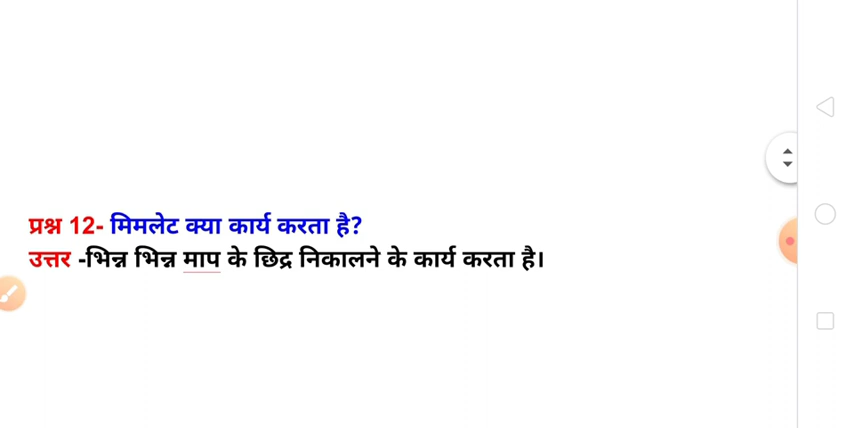 प्रश्न 12- मिमलेट क्या कार्य करता है?
उत्तर -भिन्न भिन्न माप के छिद्र निकालने के कार्य करता है।